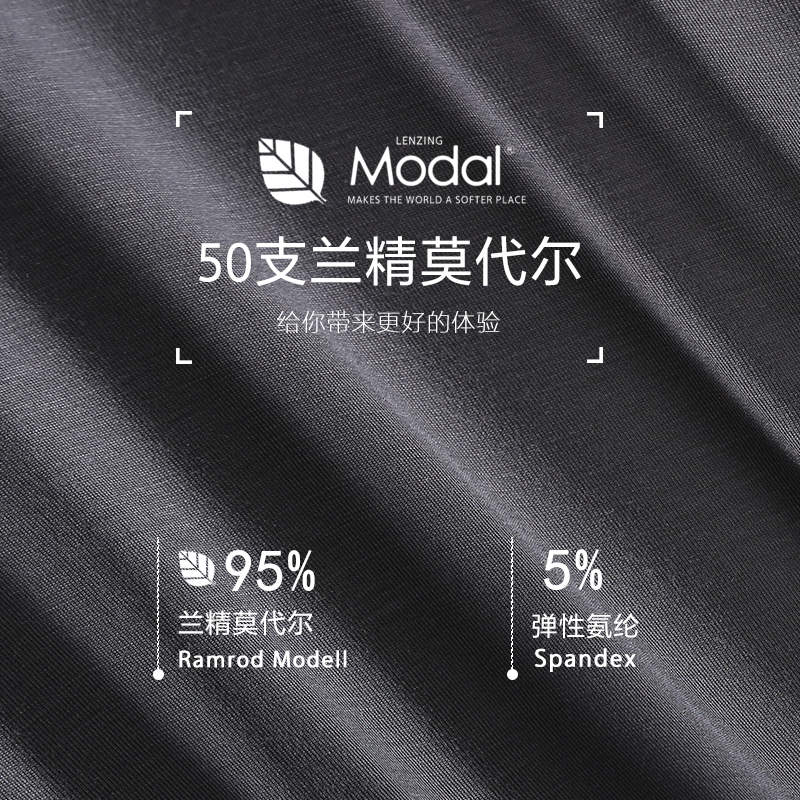 LENZING
Modal
MAKES THE WORLD A SOFTER PLACE
50支兰精莫代尔
给你带来更好的体验
95%
兰精莫代尔
Ramrod Modell
5%
弹性氨纶
Spandex